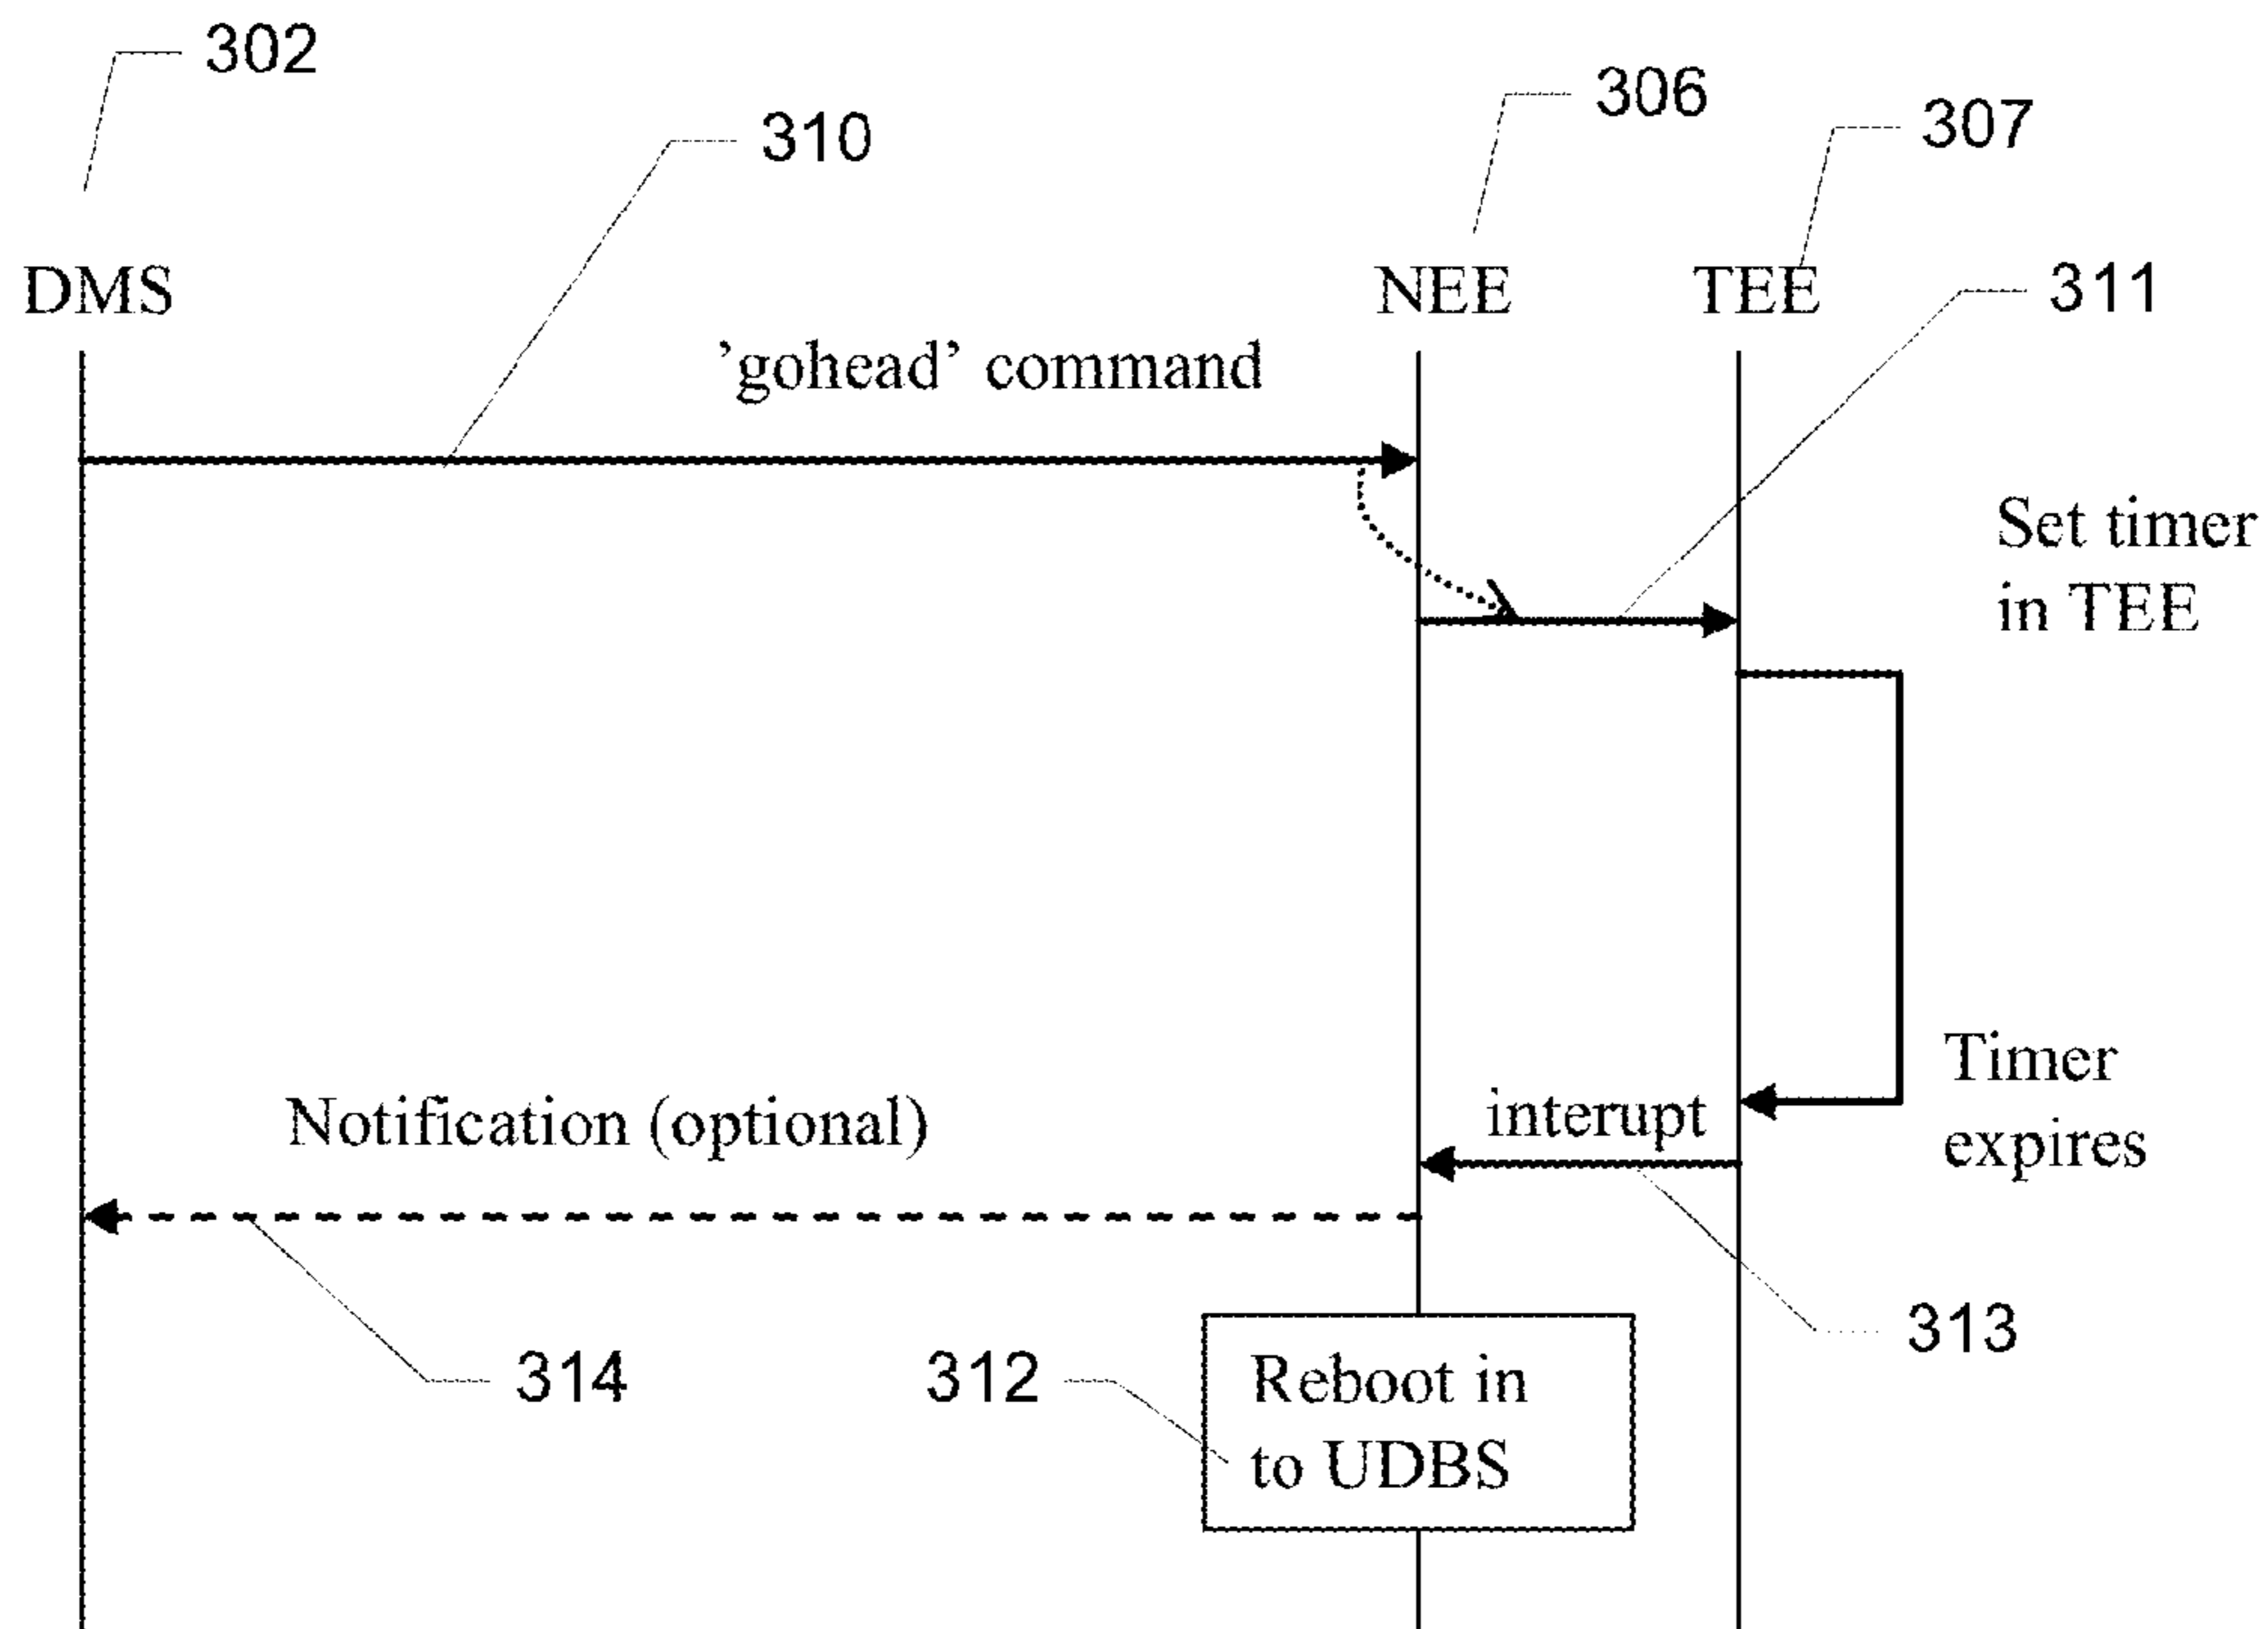 302
306
310
307
DMS
NEE
TEE
311
’gohead’ command
Set timer
in TEE
Timer
expires
interupt
Notification (optional)
313
314
312
Reboot in
to UDBS